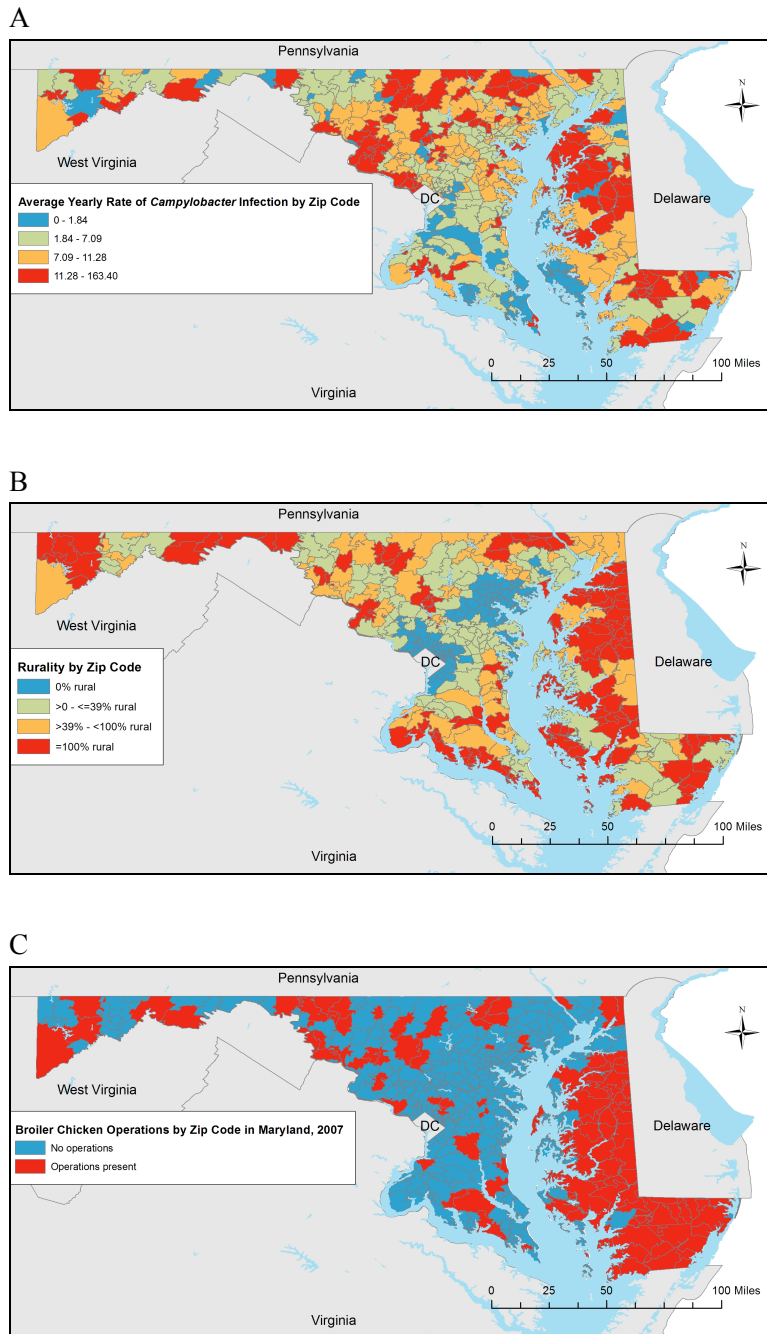 A
Pennsylvania
N
West Virginia
DC
Delaware
Average Yearly Rate of Campylobacter Infection by Zip Code
0 - 1.84
1.84 - 7.09
7.09 - 11.28
11.28 - 163.40
0 25 50 100 Miles
Virginia
B
Pennsylvania
N
West Virginia
DC
Delaware
Rurality by Zip Code
0% rural
>0 - <=39% rural
>39% - <100% rural
=100% rural
0 25 50 100 Miles
Virginia
C
Pennsylvania
N
West Virginia
DC
Delaware
Broiler Chicken Operations by Zip Code in Maryland, 2007
No operations
Operations present
0 25 50 100 Miles
Virginia